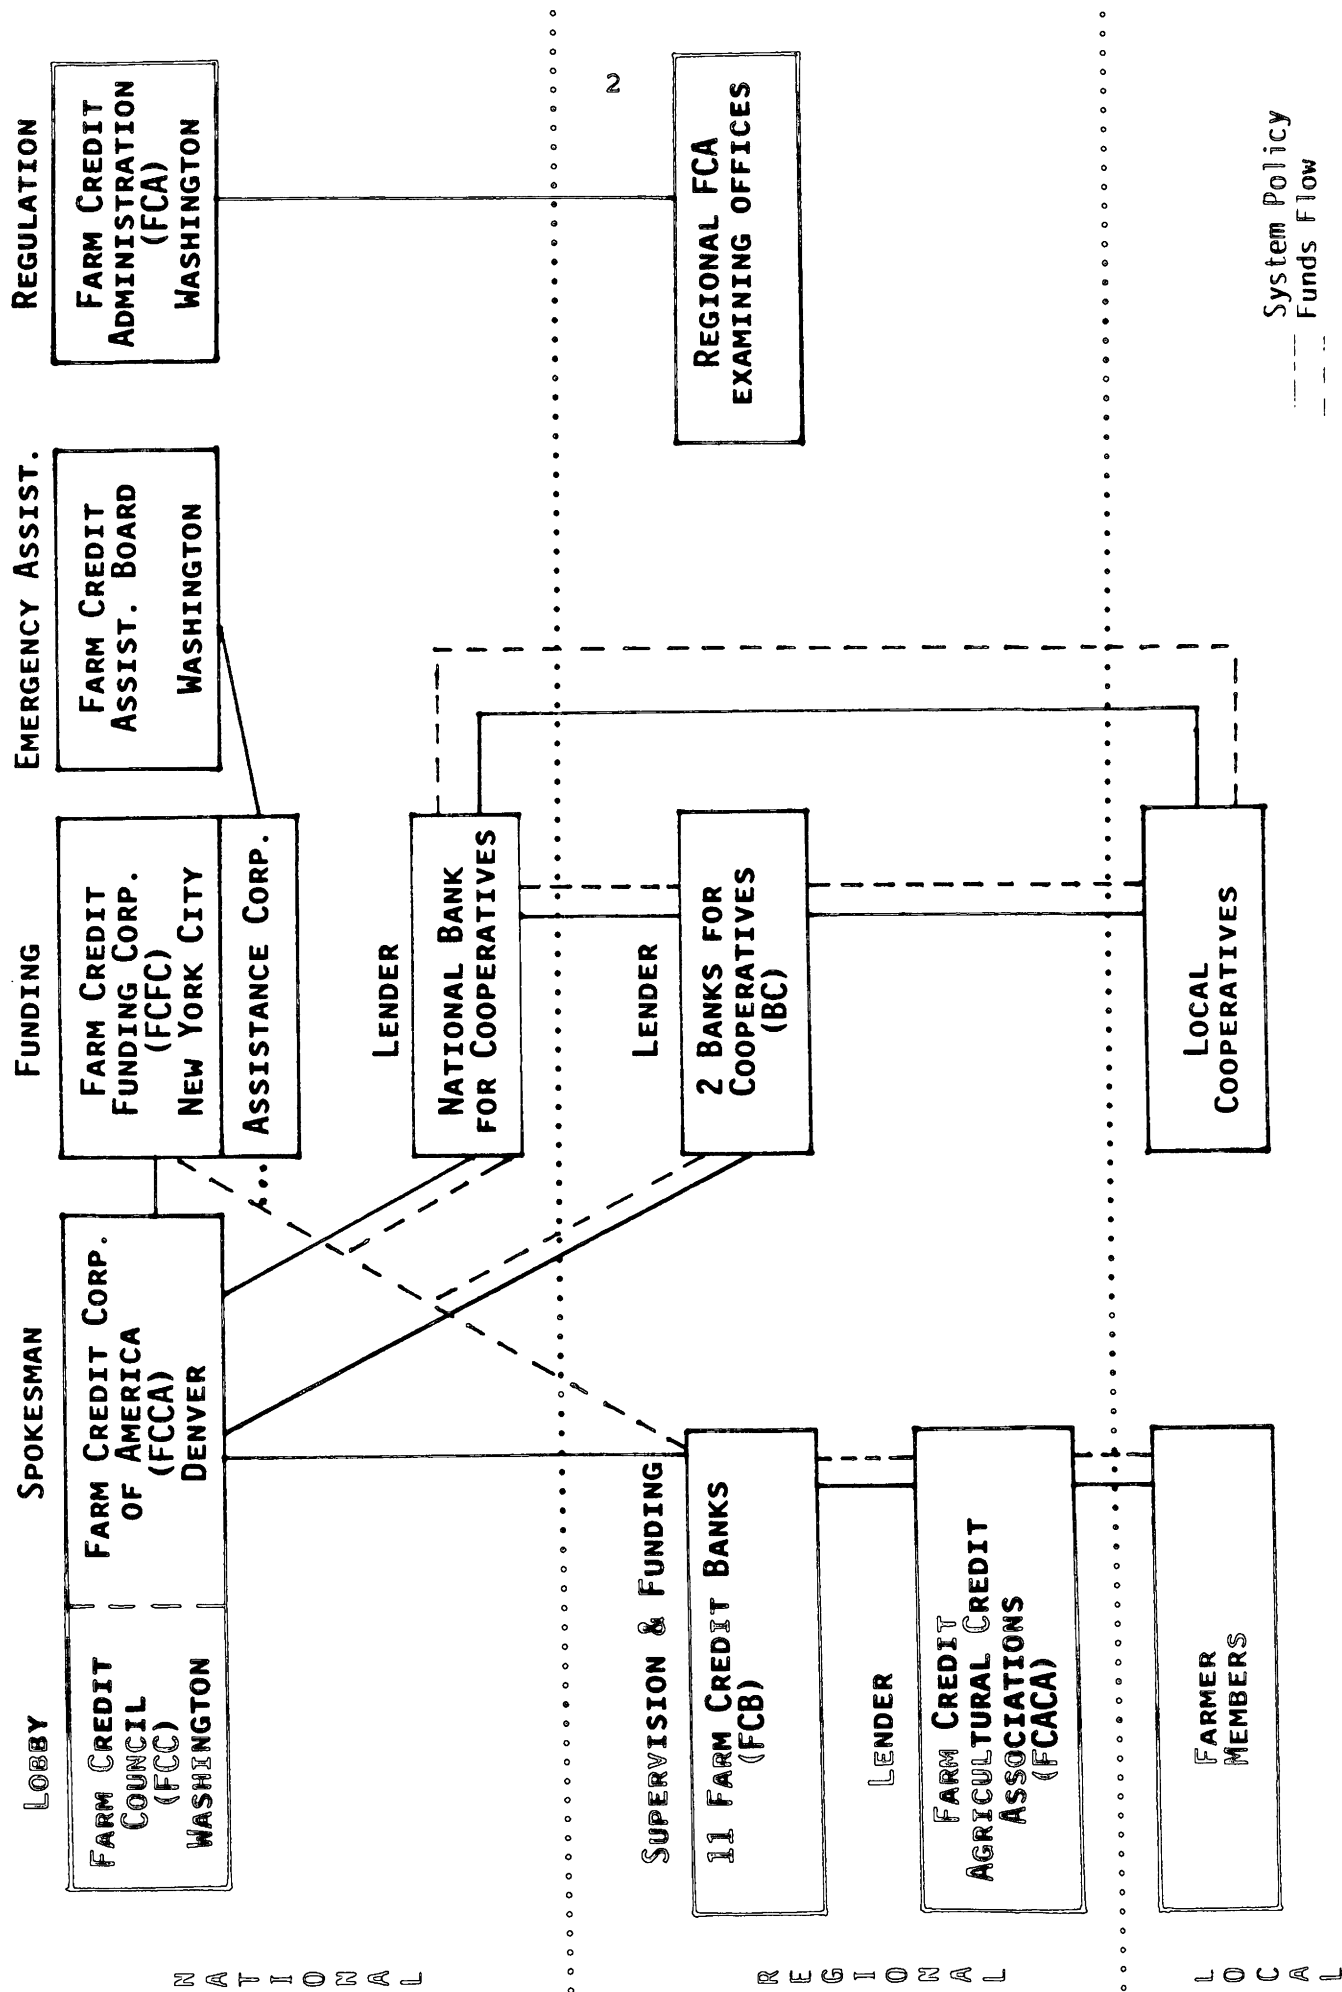 LOBBY
SPOKESMAN
FUNDING
EMERGENCY ASSIST.
REGULATION
FARM CREDIT
COUNCIL
(FCC)
WASHINGTON
FARM CREDIT CORP.
OF AMERICA
(FCCA)
DENVER
FARM CREDIT
FUNDING CORP.
(FCFC)
NEW YORK CITY
ASSISTANCE CORP.
FARM CREDIT
ASSIST. BOARD
WASHINGTON
FARM CREDIT
ADMINISTRATION
(FCA)
WASHINGTON
NATIONAL
LENDER
NATIONAL BANK
FOR COOPERATIVES
2
SUPERVISION & FUNDING
11 FARM CREDIT BANKS
(FCB)
LENDER
2 BANKS FOR
COOPERATIVES
(BC)
REGIONAL FCA
EXAMINING OFFICES
REGIONAL
LENDER
FARM CREDIT
AGRICULTURAL CREDIT
ASSOCIATIONS
(FCACA)
LOCAL
FARMER
MEMBERS
LOCAL
COOPERATIVES
System Policy
Funds Flow